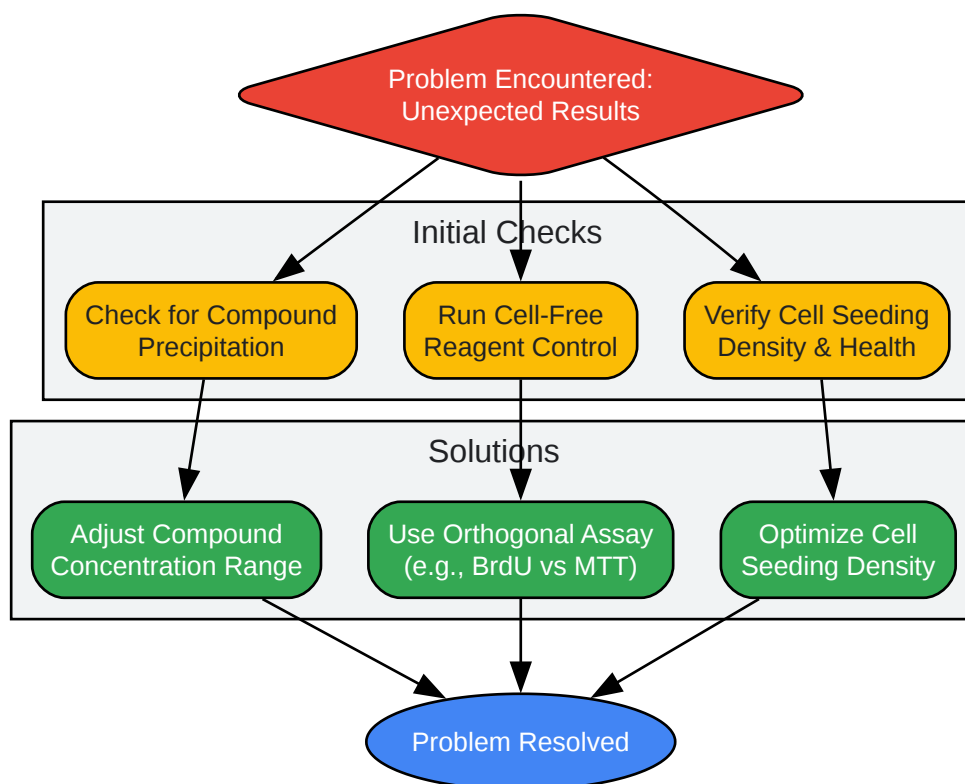 Problem Encountered:
Unexpected Results
Initial Checks
Check for Compound
Precipitation
Run Cell-Free
Reagent Control
Verify Cell Seeding
Density & Health
Solutions
Adjust Compound
Concentration Range
Use Orthogonal Assay
(e.g., BrdU vs MTT)
Optimize Cell
Seeding Density
Problem Resolved